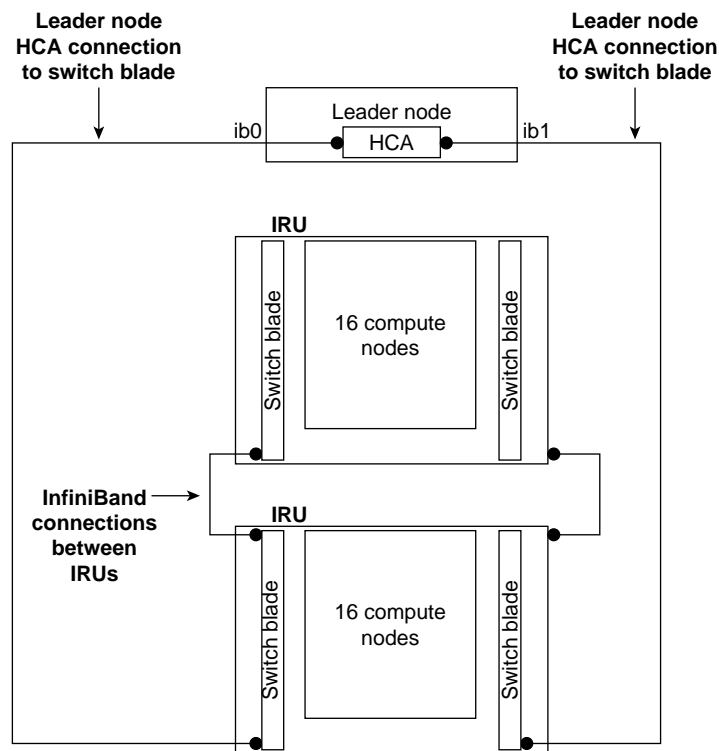 Leader node
HCA connection
to switch blade
Leader node
HCA connection
to switch blade
Leader node
ib0
HCA
ib1
IRU
Switch blade
16 compute
nodes
Switch blade
InfiniBand
connections
between
IRUs
IRU
Switch blade
16 compute
nodes
Switch blade